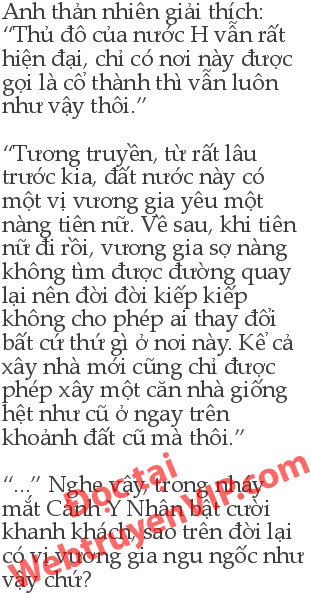 Anh thản nhiên giải thích:
“Thủ đô của nước H vẫn rất
hiện đại, chỉ có nơi này được
gọi là cổ thành thì vẫn luôn
như vậy thôi.”
“Tương truyền, từ rất lâu
trước kia, đất nước này có
một vị vương gia yêu một
nàng tiên nữ. Về sau, khi tiên
nữ đi rồi, vương gia sợ nàng
không tìm được đường quay
lại nên đời đời kiếp kiếp
không cho phép ai thay đổi
bất cứ thứ gì ở nơi này. Kể cả
xây nhà mới cũng chỉ được
phép xây một căn nhà giống
hệt như cũ ở ngay trên
khoảnh đất cũ mà thôi.”
“...” Nghe vậy, trong nháy
mắt Cảnh Y Nhân bật cười
khanh khách, sao trên đời lại
có vị vương gia ngu ngốc như
vậy chứ?
Đọc tại
WebtruyenVIP.com